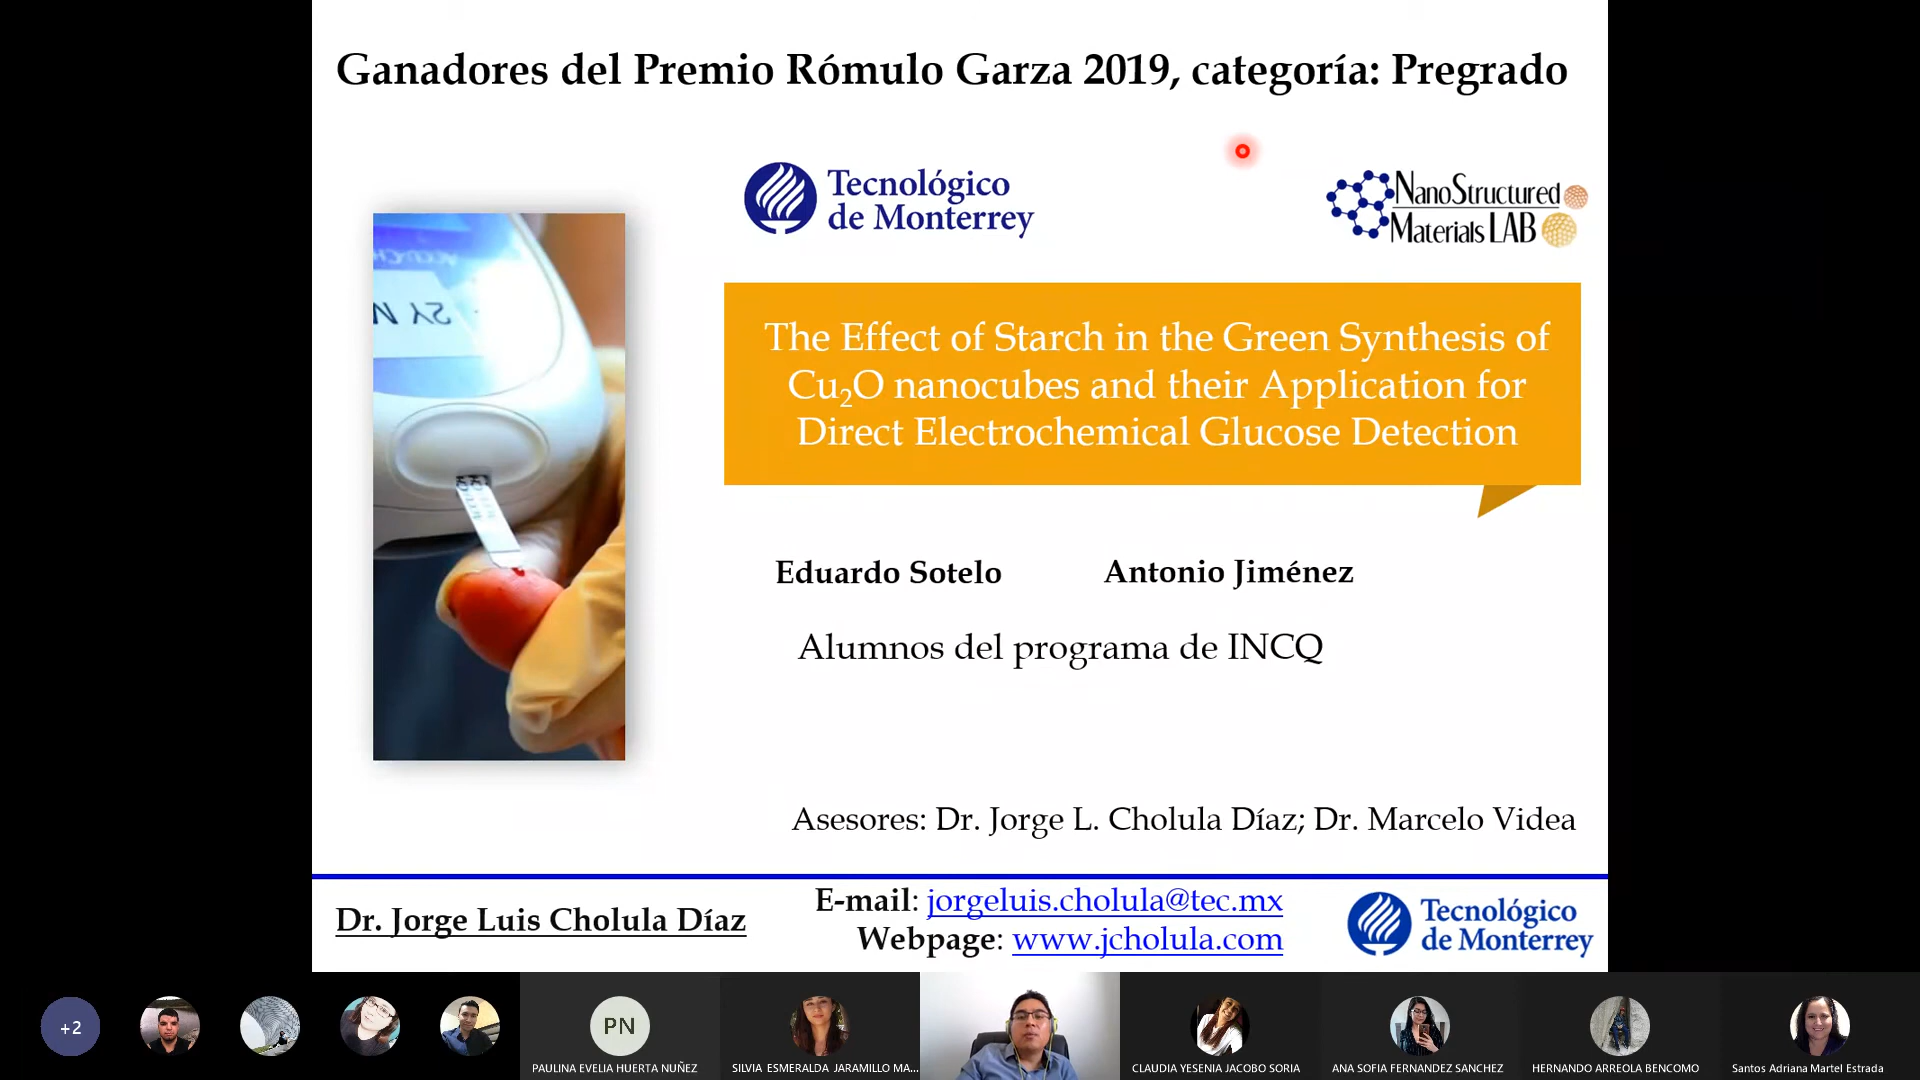 Ganadores del Premio Rómulo Garza 2019, categoría: Pregrado
Tecnológico
de Monterrey
NanoStructured
Materials LAB
The Effect of Starch in the Green Synthesis of
Cu₂O nanocubes and their Application for
Direct Electrochemical Glucose Detection
Eduardo Sotelo
Antonio Jiménez
Alumnos del programa de INCQ
Asesores: Dr. Jorge L. Cholula Díaz; Dr. Marcelo Videa
Dr. Jorge Luis Cholula Díaz
E-mail: jorgeluis.cholula@tec.mx
Webpage: www.jcholula.com
Tecnológico
de Monterrey
+2
PN
PAULINA EVELIA HUERTA NUÑEZ
SILVIA ESMERALDA JARAMILLO MA...
CLAUDIA YESENIA JACOBO SORIA
ANA SOFIA FERNANDEZ SANCHEZ
HERNANDO ARREOLA BENCOMO
Santos Adriana Martel Estrada